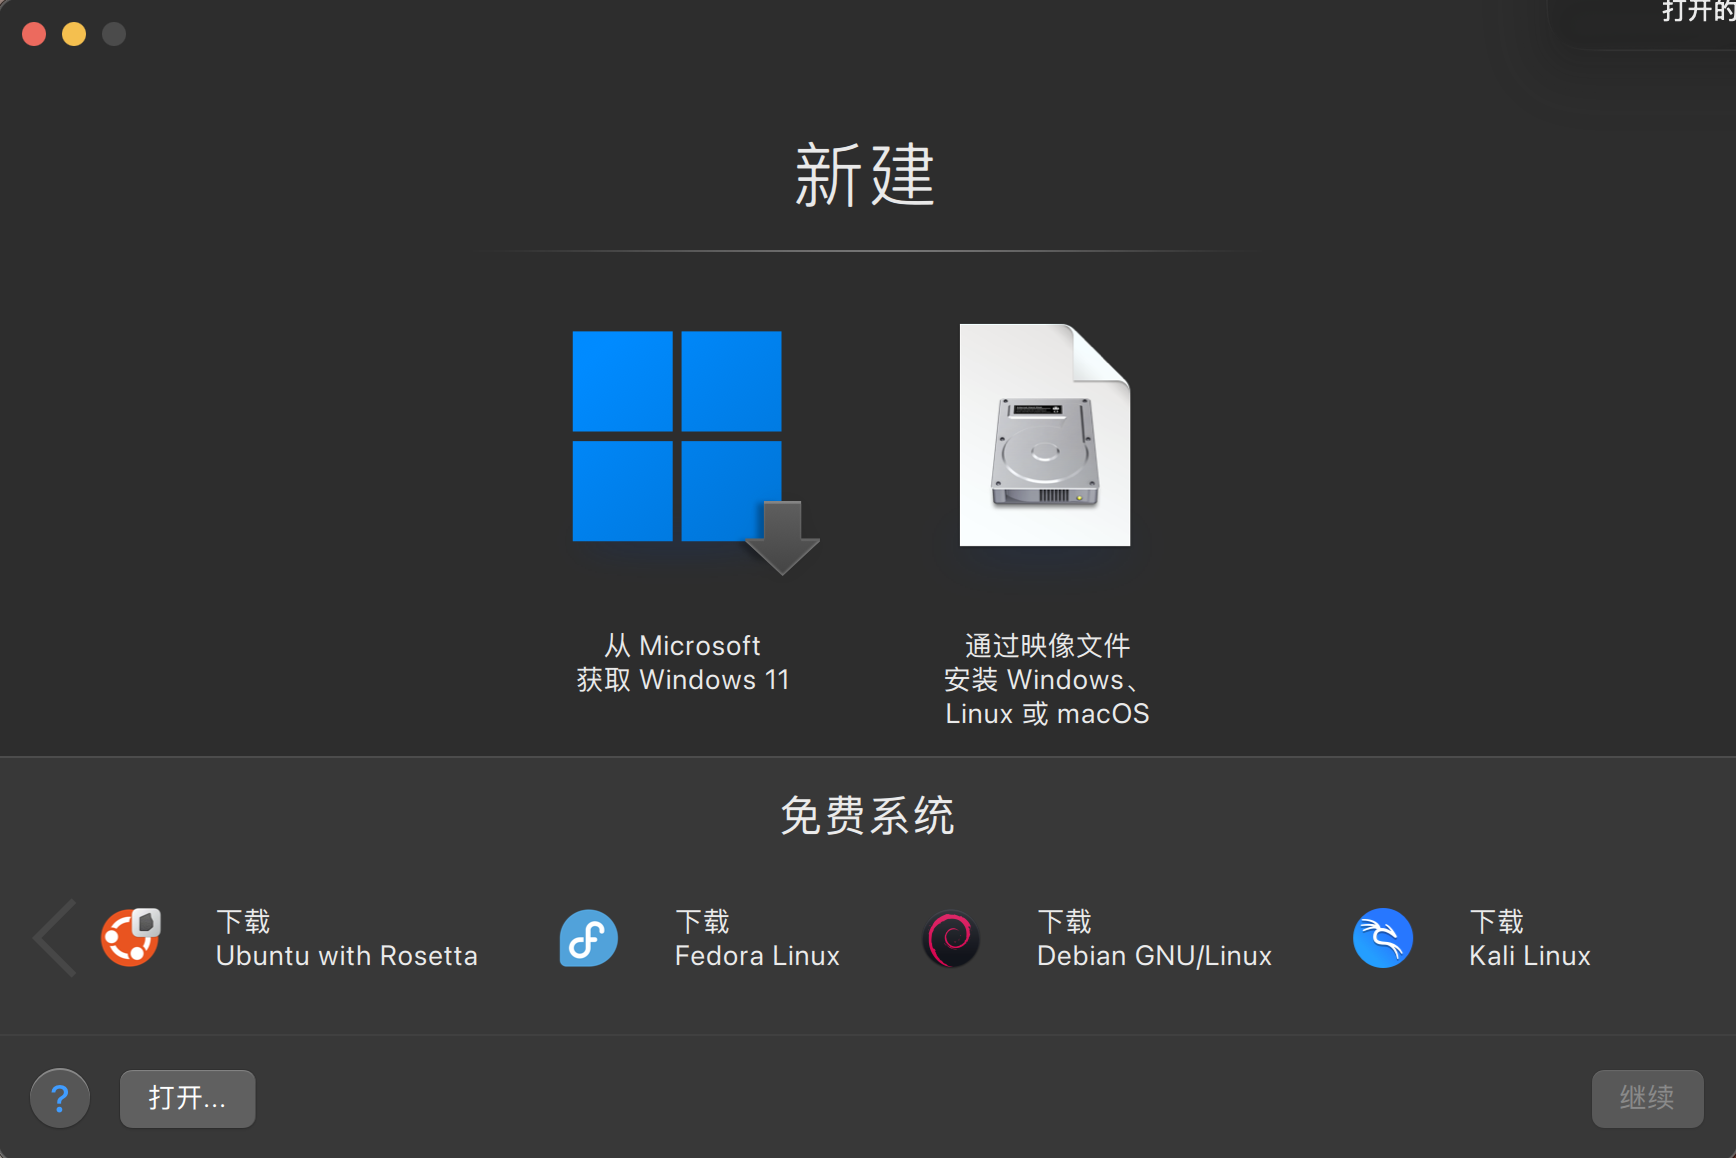 打开的
新建
从 Microsoft
获取 Windows 11
通过映像文件
安装 Windows、
Linux 或 macOS
免费系统
下载
Ubuntu with Rosetta
下载
Fedora Linux
下载
Debian GNU/Linux
下载
Kali Linux
?
打开...
继续